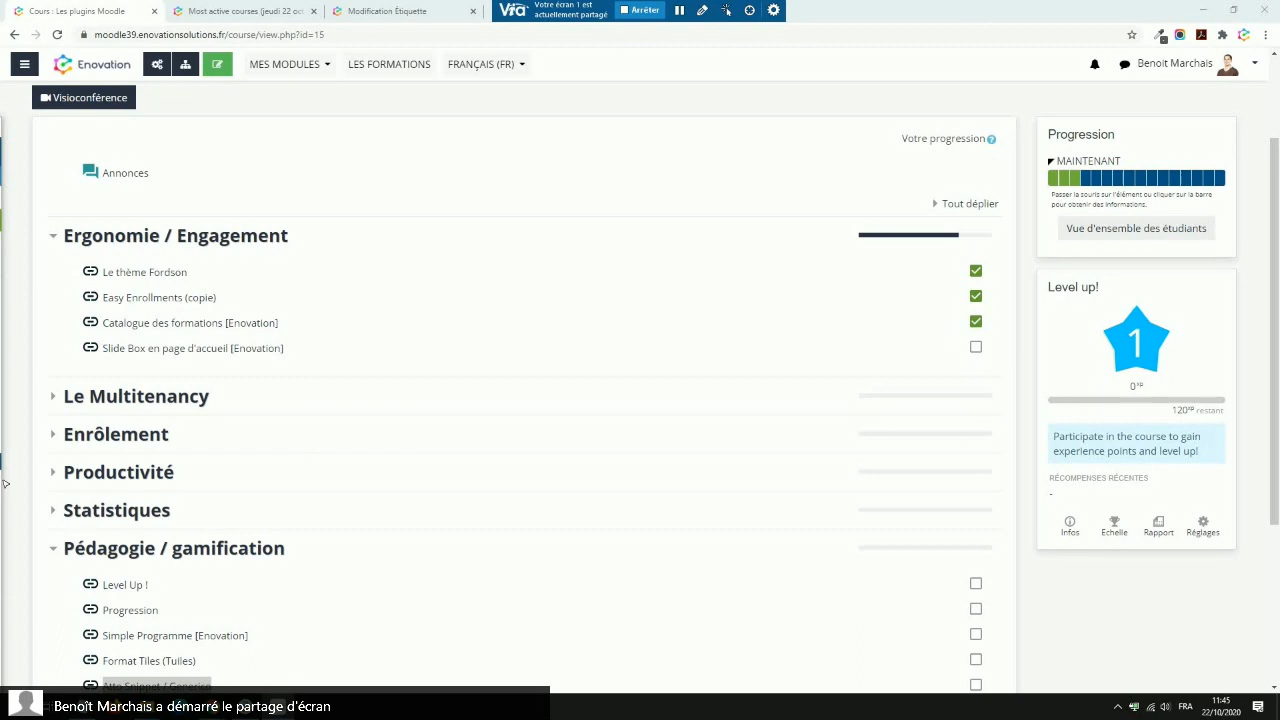 Cours : Les plugins Moodle
Most active courses (jeudi 22 oc
Modification Étiquette
Via
Votre écran 1 est
actuellement partagé
Arrêter
moodle39.enovationsolutions.fr/course/view.php?id=15
Enovation
MES MODULES
LES FORMATIONS
FRANÇAIS (FR)
Benoit Marchais
Visioconférence
Votre progression
Annonces
Tout déplier
Ergonomie / Engagement
Le thème Fordson
Easy Enrollments (copie)
Catalogue des formations [Enovation]
Slide Box en page d'accueil [Enovation]
Le Multitenancy
Enrôlement
Productivité
Statistiques
Pédagogie / gamification
Level Up !
Progression
Simple Programme [Enovation]
Format Tiles (Tuiles)
Atto Snippet / Generico
Progression
MAINTENANT
Passer la souris sur l'élément ou cliquer sur la barre
pour obtenir des informations.
Vue d'ensemble des étudiants
Level up!
1
0xp
120xp restant
Participate in the course to gain
experience points and level up!
RÉCOMPENSES RÉCENTES
-
Infos
Echelle
Rapport
Réglages
Benoît Marchais a démarré le partage d'écran
FRA
11:45
22/10/2020